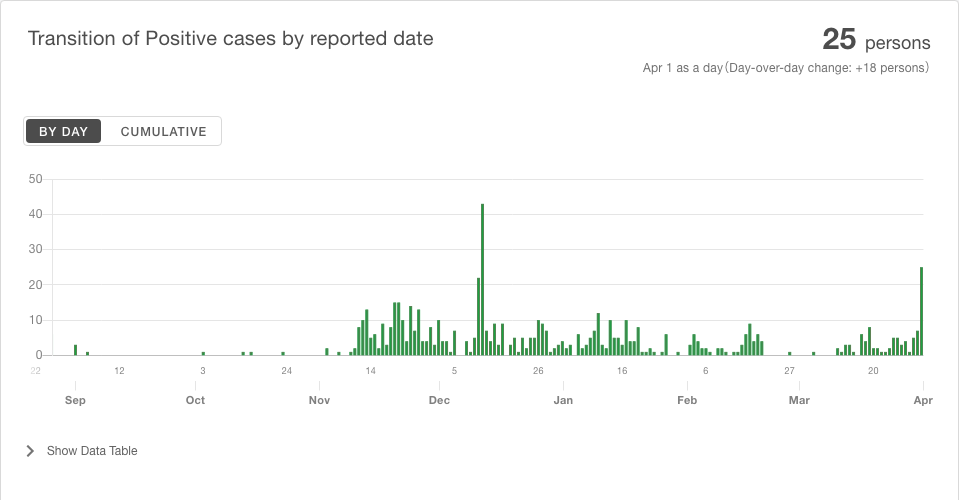 Transition of Positive cases by reported date
25 persons
Apr 1 as a day(Day-over-day change: +18 persons)
BY DAY CUMULATIVE
50
40
30
20
10
0
22 12 3 24 14 5 26 16 6 27 20
Sep Oct Nov Dec Jan Feb Mar Apr
Show Data Table